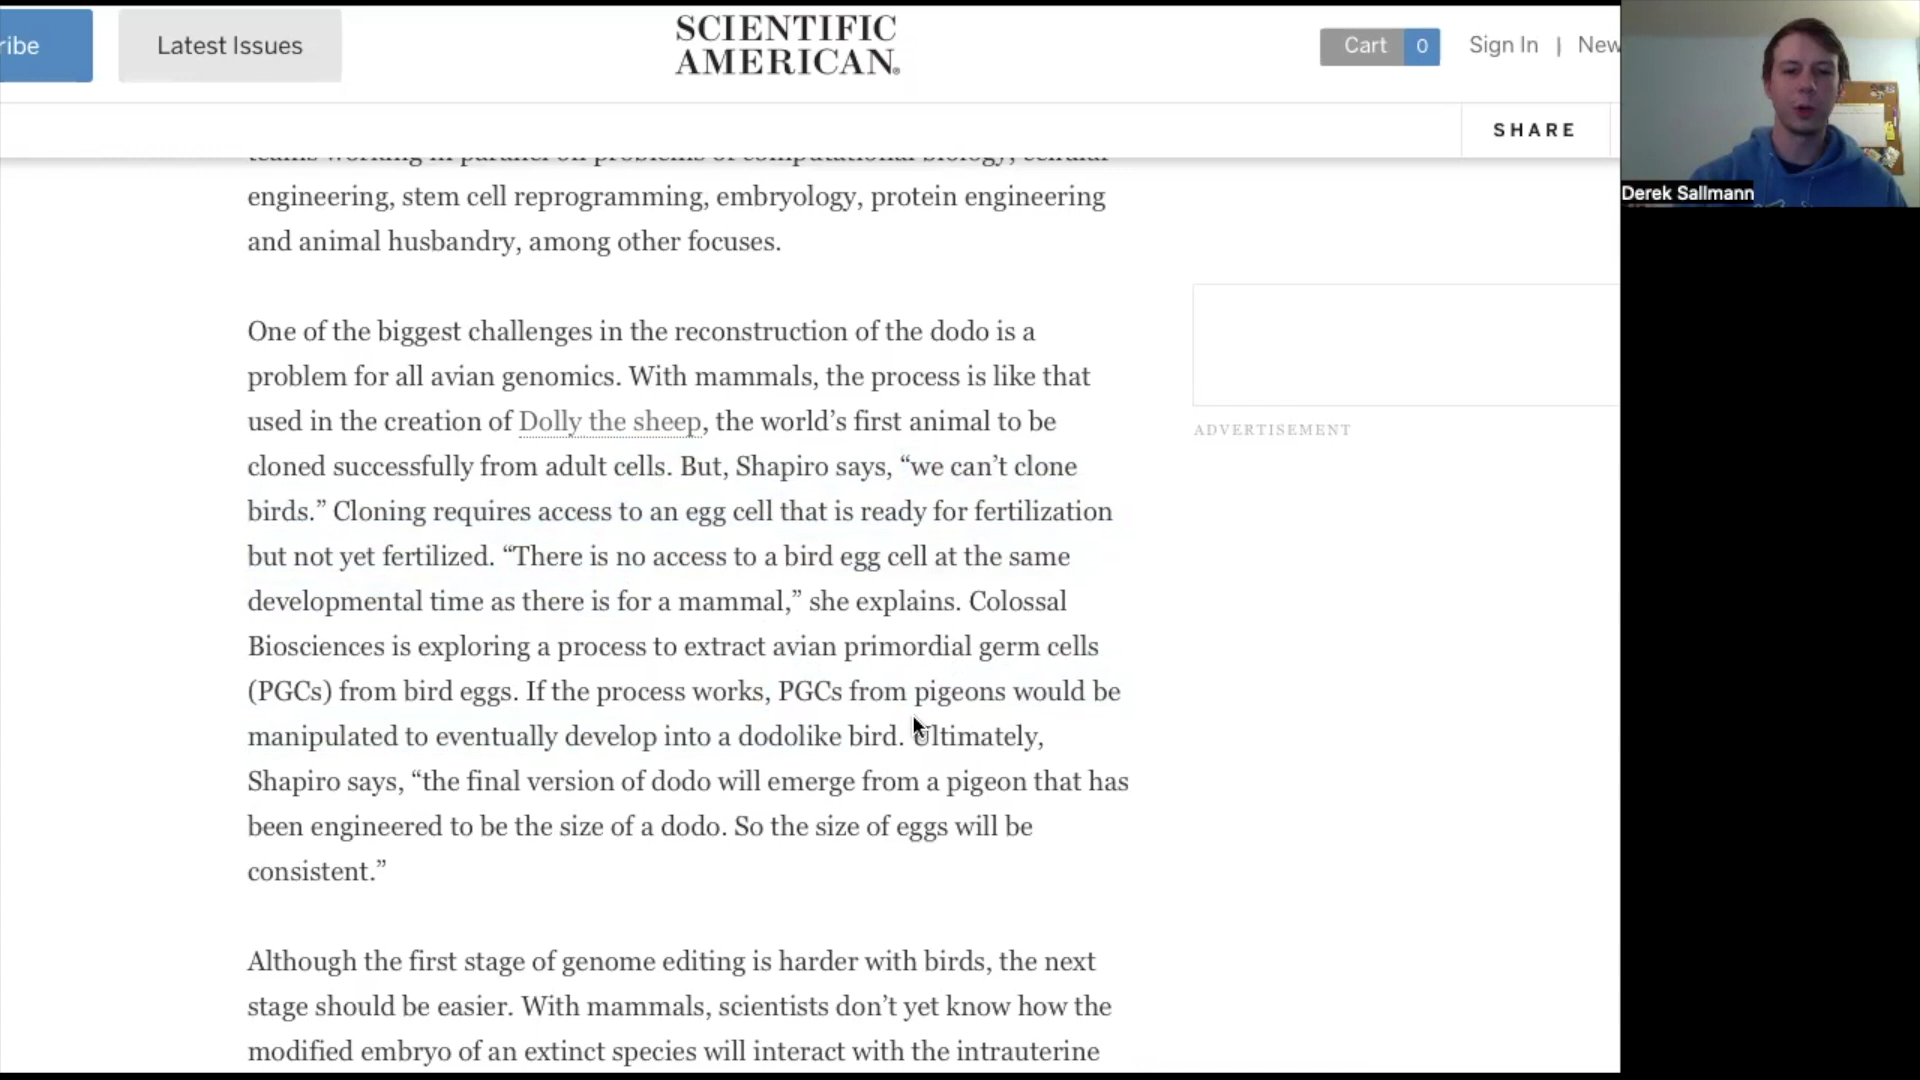 ribe
Latest Issues
SCIENTIFIC
AMERICAN®
Cart 0
Sign In | New
SHARE
Derek Sallmann
teams working in parallel on problems of computational biology, cellular
engineering, stem cell reprogramming, embryology, protein engineering
and animal husbandry, among other focuses.
One of the biggest challenges in the reconstruction of the dodo is a
problem for all avian genomics. With mammals, the process is like that
used in the creation of Dolly the sheep, the world’s first animal to be
cloned successfully from adult cells. But, Shapiro says, “we can’t clone
birds.” Cloning requires access to an egg cell that is ready for fertilization
but not yet fertilized. “There is no access to a bird egg cell at the same
developmental time as there is for a mammal,” she explains. Colossal
Biosciences is exploring a process to extract avian primordial germ cells
(PGCs) from bird eggs. If the process works, PGCs from pigeons would be
manipulated to eventually develop into a dodolike bird. Ultimately,
Shapiro says, “the final version of dodo will emerge from a pigeon that has
been engineered to be the size of a dodo. So the size of eggs will be
consistent.”
Although the first stage of genome editing is harder with birds, the next
stage should be easier. With mammals, scientists don’t yet know how the
modified embryo of an extinct species will interact with the intrauterine
ADVERTISEMENT